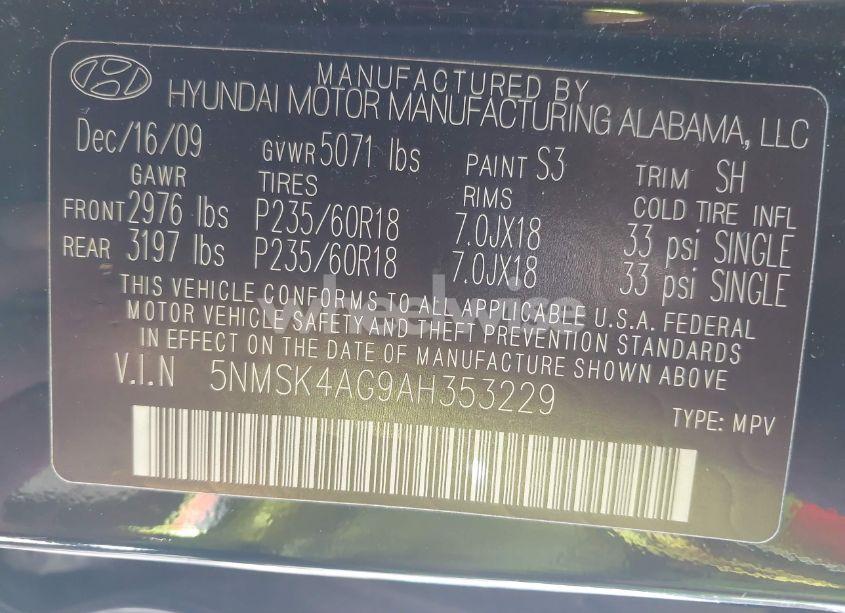 MANUFACTURED BY
HYUNDAI MOTOR MANUFACTURING ALABAMA, LLC
Dec/16/09 GVWR 5071 lbs PAINT S3 TRIM SH
GAWR TIRES RIMS COLD TIRE INFL
FRONT 2976 lbs P235/60R18 7.0JX18 33 psi SINGLE
REAR 3197 lbs P235/60R18 7.0JX18 33 psi SINGLE
THIS VEHICLE CONFORMS TO ALL APPLICABLE U.S.A. FEDERAL
MOTOR VEHICLE SAFETY AND THEFT PREVENTION STANDARDS
IN EFFECT ON THE DATE OF MANUFACTURE SHOWN ABOVE
wheelwise
V.I.N 5NMSK4AG9AH353229
TYPE: MPV